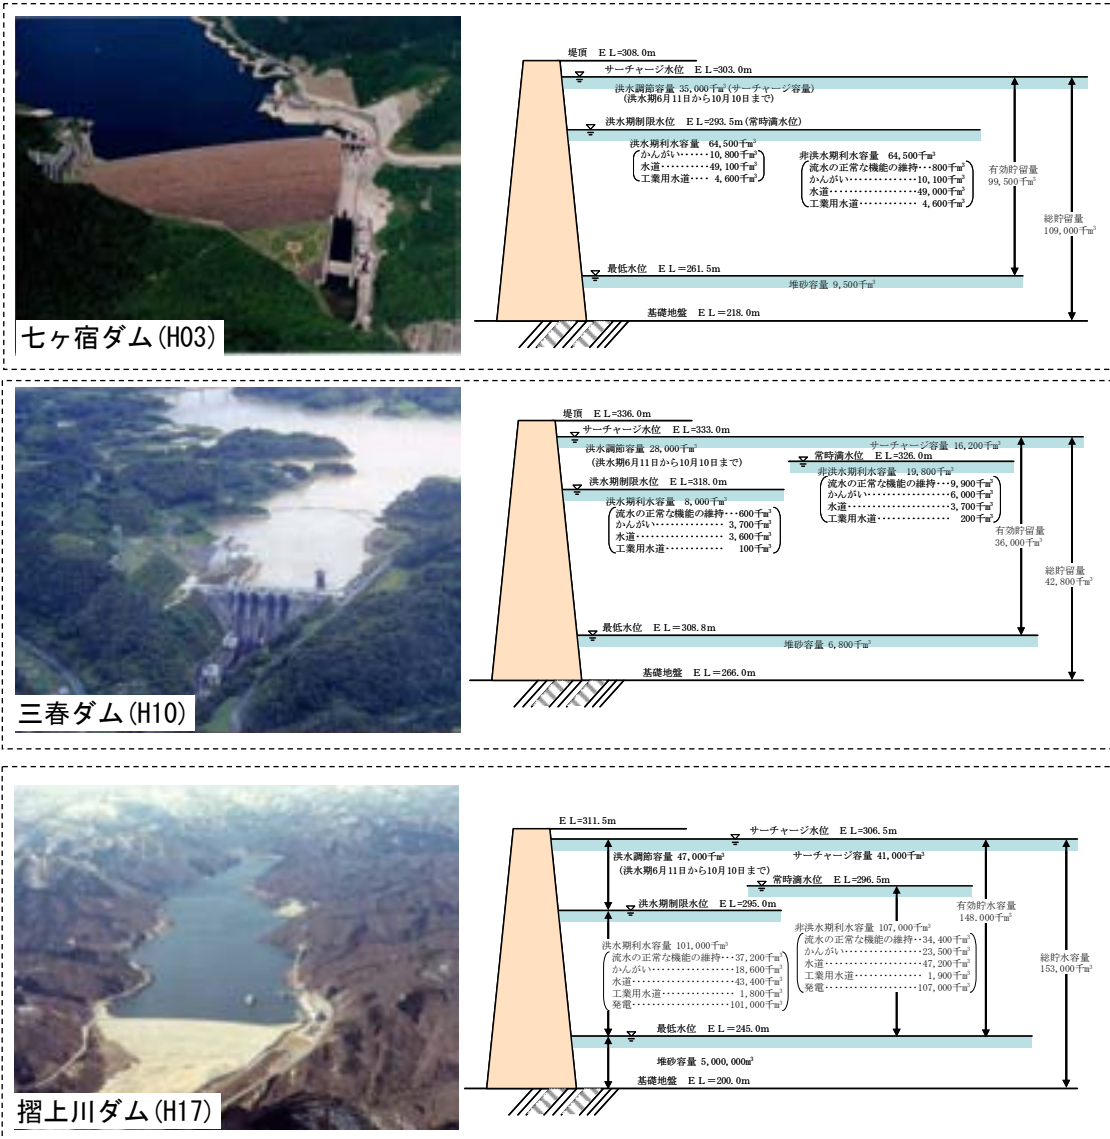 堤頂 EL=308.0m
サーチャージ水位 EL=303.0m
洪水調節容量 35,000千m³(サーチャージ容量)
(洪水期6月11日から10月10日まで)
洪水期制限水位 EL=293.5m(常時満水位)
洪水期利水容量 64,500千m³
かんがい……10,800千m³
水道…………49,100千m³
工業用水道…4,600千m³
非洪水期利水容量 64,500千m³
流水の正常な機能の維持…800千m³
かんがい…………10,100千m³
水道………………49,000千m³
工業用水道………4,600千m³
有効貯留量
99,500千m³
総貯留量
109,000千m³
最低水位 EL=261.5m
堆砂容量 9,500千m³
基礎地盤 EL=218.0m
七ヶ宿ダム(H03)
堤頂 EL=336.0m
サーチャージ水位 EL=333.0m
洪水調節容量 28,000千m³
サーチャージ容量 16,200千m³
(洪水期6月11日から10月10日まで)
常時満水位 EL=326.0m
非洪水期利水容量 19,800千m³
流水の正常な機能の維持…9,900千m³
かんがい…………6,000千m³
水道………………3,700千m³
工業用水道………200千m³
洪水期制限水位 EL=318.0m
洪水期利水容量 8,000千m³
流水の正常な機能の維持…600千m³
かんがい…………3,700千m³
水道………………3,600千m³
工業用水道………100千m³
有効貯留量
36,000千m³
総貯留量
42,800千m³
最低水位 EL=308.8m
堆砂容量 6,800千m³
基礎地盤 EL=266.0m
三春ダム(H10)
EL=311.5m
サーチャージ水位 EL=306.5m
洪水調節容量 47,000千m³
サーチャージ容量 41,000千m³
(洪水期6月11日から10月10日まで)
常時満水位 EL=296.5m
洪水期制限水位 EL=295.0m
有効貯水容量
148.000千m³
非洪水期利水容量 107,000千m³
流水の正常な機能の維持…34,400千m³
かんがい…………23,500千m³
水道………………47,200千m³
工業用水道………1,900千m³
発電………………107,000千m³
洪水期利水容量 101,000千m³
流水の正常な機能の維持…37,200千m³
かんがい…………18,600千m³
水道………………43,400千m³
工業用水道………1,800千m³
発電………………101,000千m³
総貯水容量
153,000千m³
最低水位 EL=245.0m
堆砂容量 5,000,000m³
基礎地盤 EL=200.0m
摺上川ダム(H17)